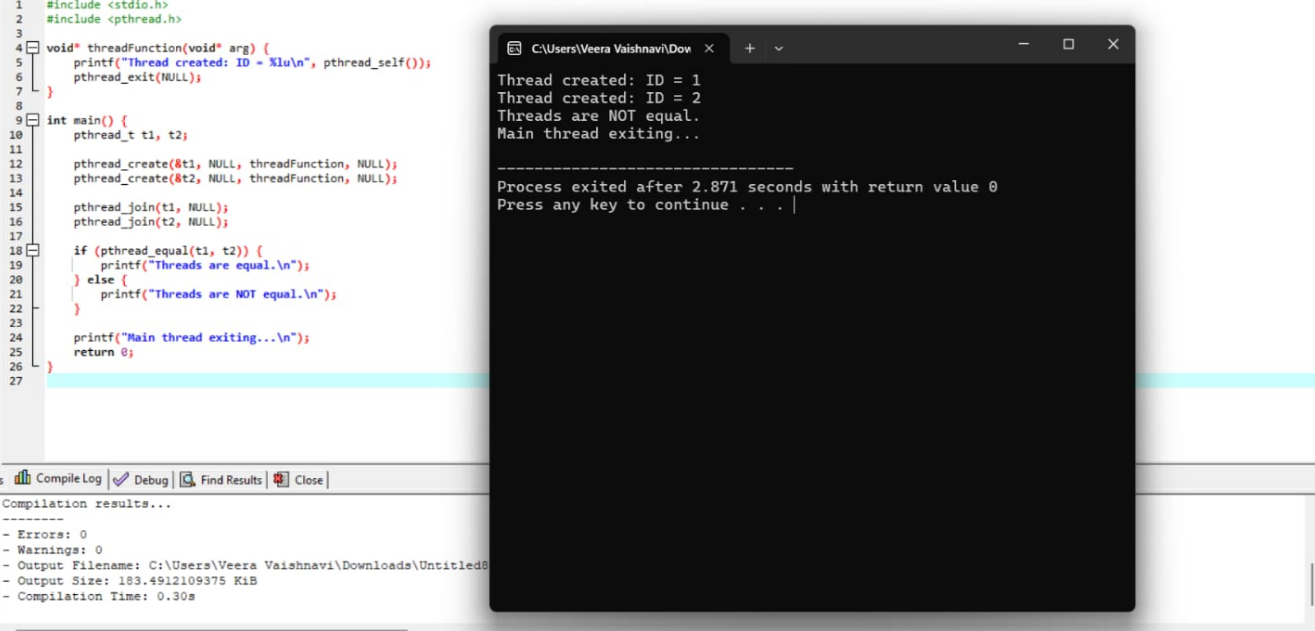 1 #include <stdio.h>
2 #include <pthread.h>
3
4 void* threadFunction(void* arg) {
5 printf("Thread created: ID = %lu\n", pthread_self());
6 pthread_exit(NULL);
7 }
8
9 int main() {
10 pthread_t t1, t2;
11
12 pthread_create(&t1, NULL, threadFunction, NULL);
13 pthread_create(&t2, NULL, threadFunction, NULL);
14
15 pthread_join(t1, NULL);
16 pthread_join(t2, NULL);
17
18 if (pthread_equal(t1, t2)) {
19 printf("Threads are equal.\n");
20 } else {
21 printf("Threads are NOT equal.\n");
22 }
23
24 printf("Main thread exiting...\n");
25 return 0;
26 }
27
C:\Users\Veera Vaishnavi\Dow
Thread created: ID = 1
Thread created: ID = 2
Threads are NOT equal.
Main thread exiting...
--------------------------------
Process exited after 2.871 seconds with return value 0
Press any key to continue . . .
s Compile Log Debug Find Results Close
Compilation results...
--------
- Errors: 0
- Warnings: 0
- Output Filename: C:\Users\Veera Vaishnavi\Downloads\Untitled8
- Output Size: 183.4912109375 KiB
- Compilation Time: 0.30s